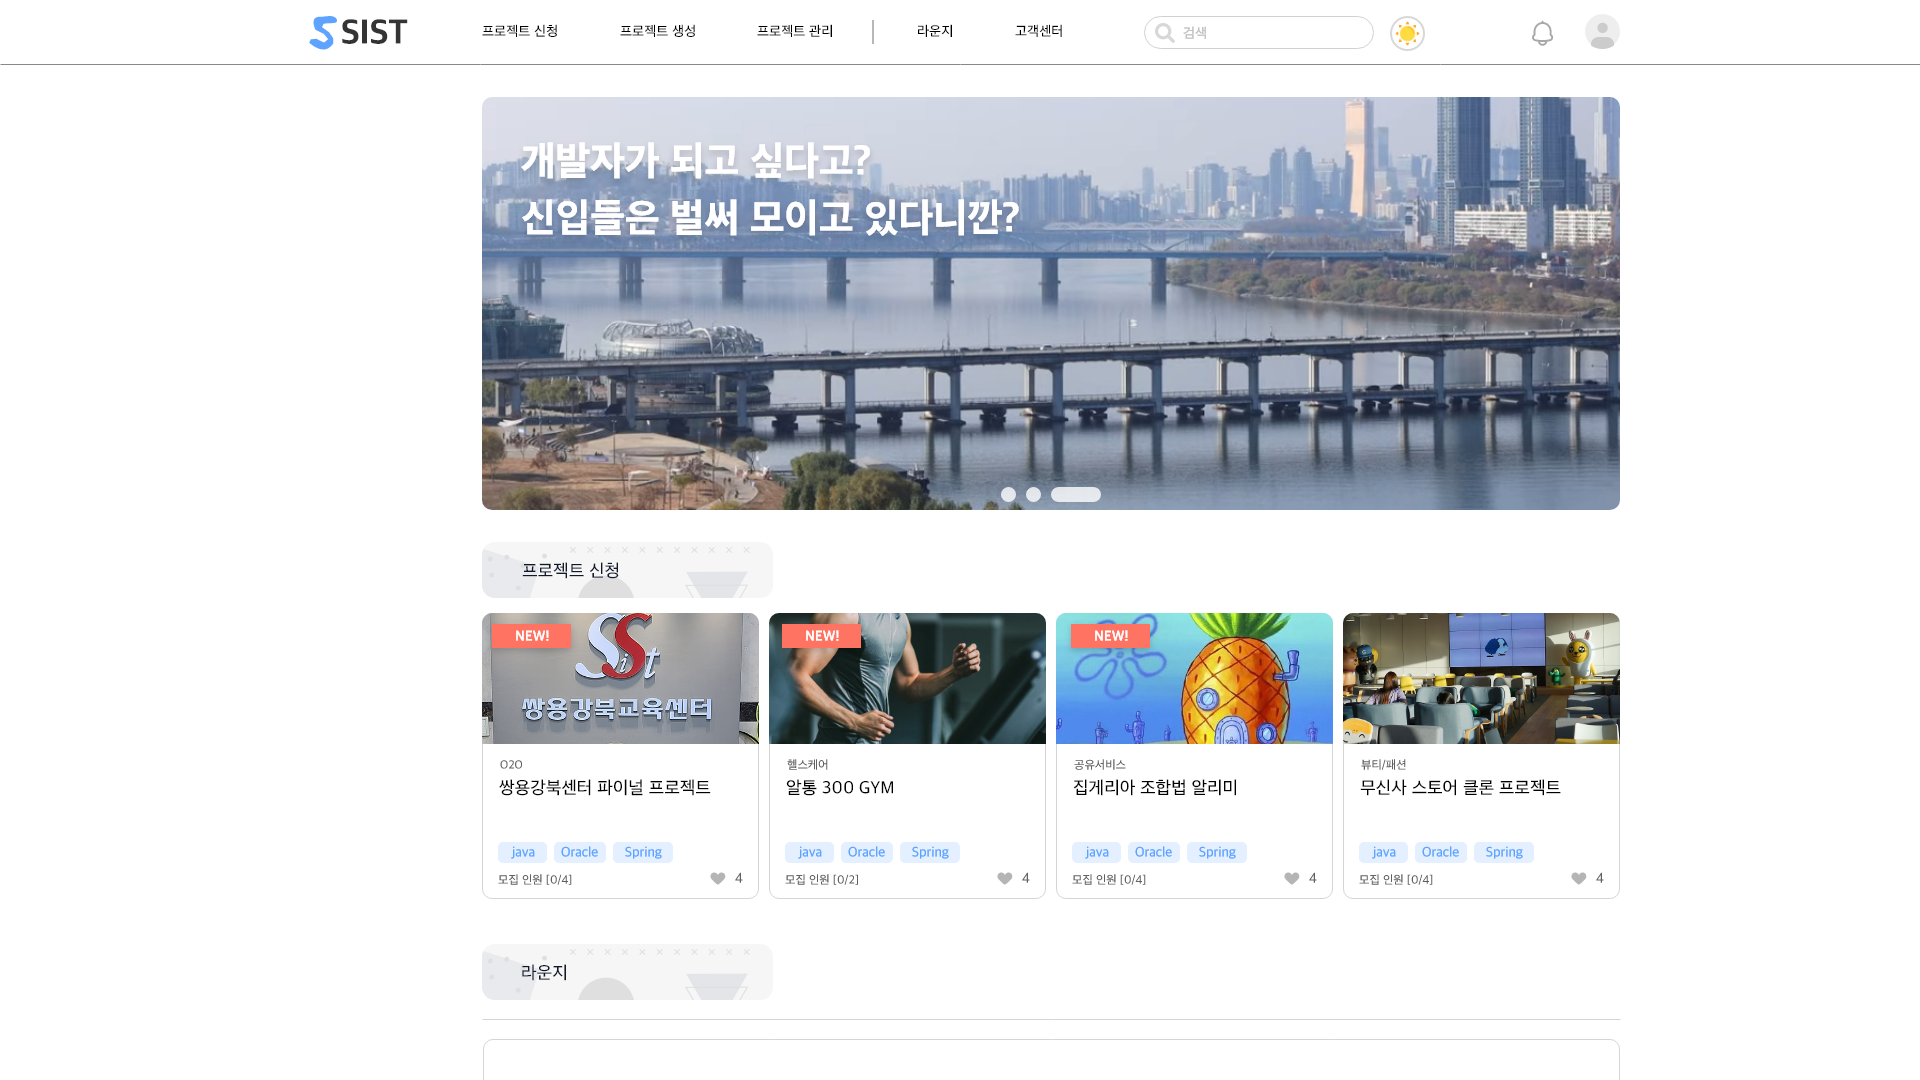 SIST
프로젝트 신청
프로젝트 생성
프로젝트 관리
라운지
고객센터
검색
개발자가 되고 싶다고?
신입들은 벌써 모이고 있다니깐?
프로젝트 신청
NEW!
Sist
쌍용강북교육센터
O2O
쌍용강북센터 파이널 프로젝트
java Oracle Spring
모집 인원 [0/4] 4
NEW!
헬스케어
알통 300 GYM
java Oracle Spring
모집 인원 [0/2] 4
NEW!
공유서비스
집게리아 조합법 알리미
java Oracle Spring
모집 인원 [0/4] 4
뷰티/패션
무신사 스토어 클론 프로젝트
java Oracle Spring
모집 인원 [0/4] 4
라운지